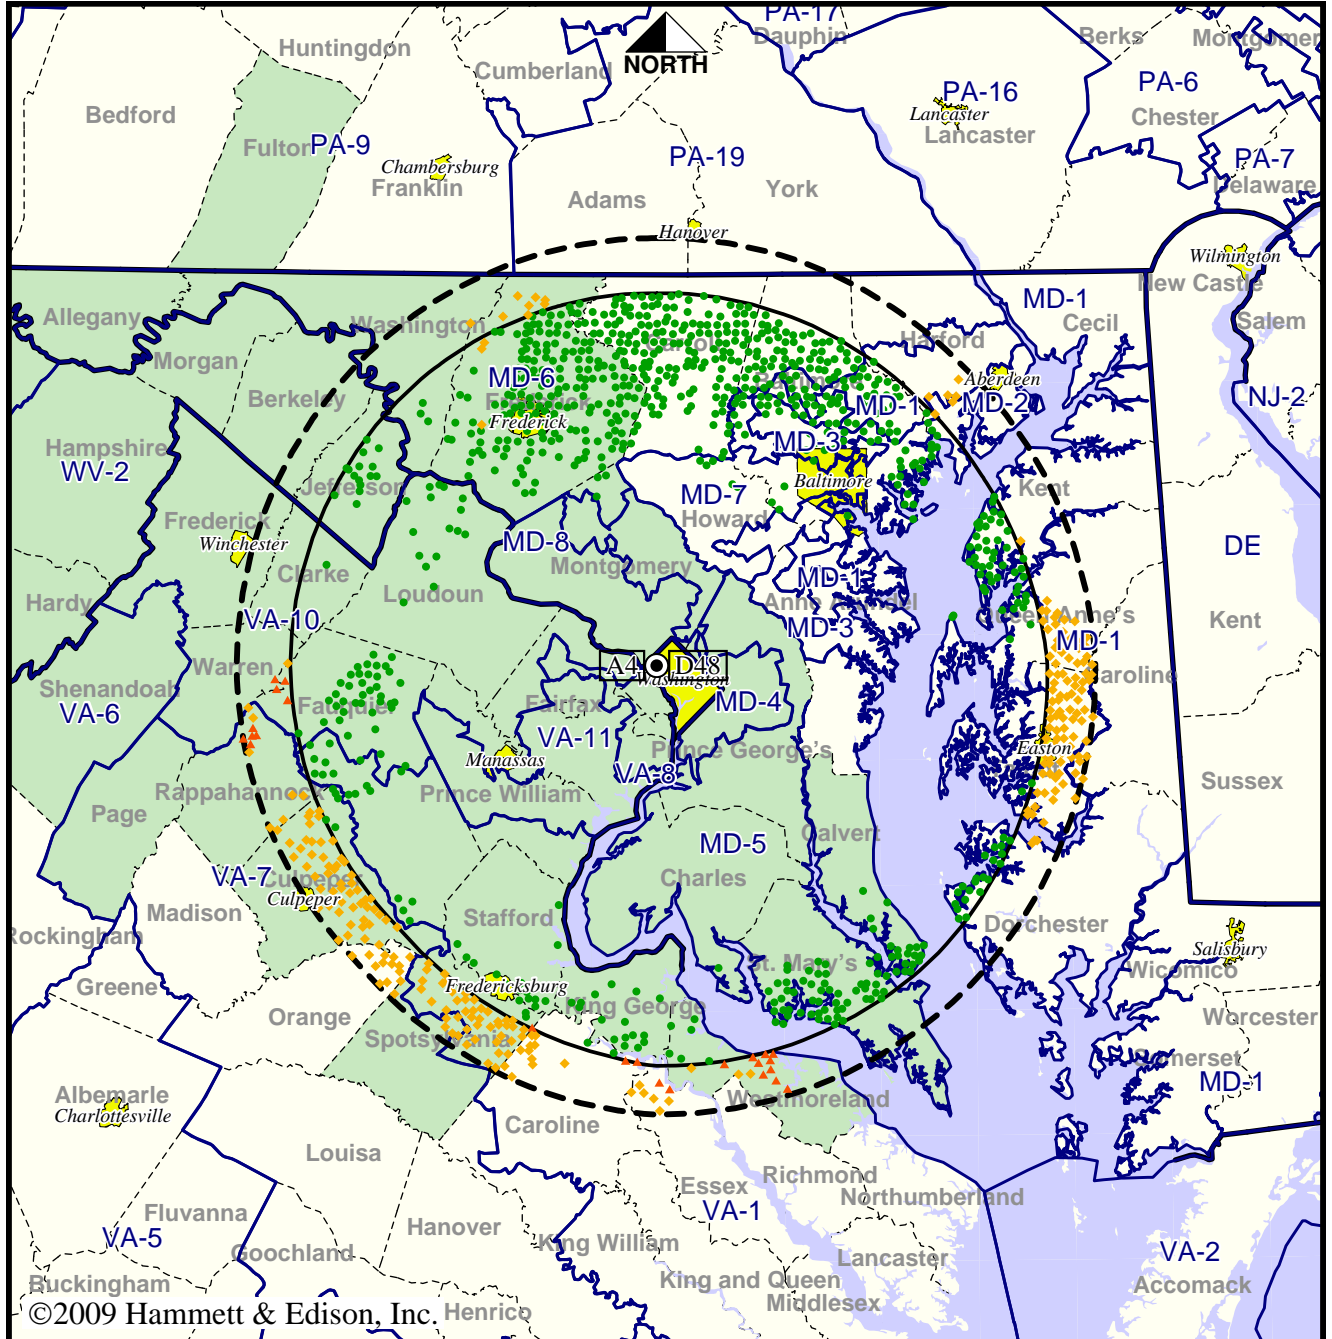 PA-17
Dauphin
Berks
Montgomer
Huntingdon
Cumberland
NORTH
PA-6
PA-16
Lancaster
Lancaster
Chester
Bedford
Fulton
PA-9
Chambersburg
Franklin
PA-19
York
Adams
PA-7
Delaware
Hanover
Wilmington
New Castle
MD-1
Cecil
Salem
Allegany
Washington
Harford
Morgan
Carroll
MD-6
Baltimore
Aberdeen
Berkeley
Frederick
Frederick
MD-1
MD-2
NJ-2
Hampshire
WV-2
MD-3
Baltimore
Jefferson
MD-7
Howard
Kent
Frederick
Winchester
MD-8
Montgomery
DE
Clarke
Loudoun
MD-1
Hardy
Anne Arundel
Queen Anne's
VA-10
MD-3
MD-1
Kent
Warren
A4
D48
Washington
Caroline
Shenandoah
VA-6
Fauquier
Fairfax
MD-4
VA-11
Prince George's
Easton
Manassas
VA-8
Sussex
Rappahannock
Prince William
Page
Calvert
MD-5
VA-7
Culpeper
Culpeper
Charles
Madison
Stafford
Dorchester
Rockingham
Salisbury
Wicomico
Greene
St. Mary's
Fredericksburg
King George
Orange
Spotsylvania
Worcester
Somerset
MD-1
Albemarle
Charlottesville
Westmoreland
Caroline
Louisa
Richmond
Essex
Northumberland
VA-1
Fluvanna
VA-5
Hanover
Goochland
King William
Lancaster
VA-2
Accomack
Buckingham
King and Queen
Middlesex
Henrico
©2009 Hammett & Edison, Inc.